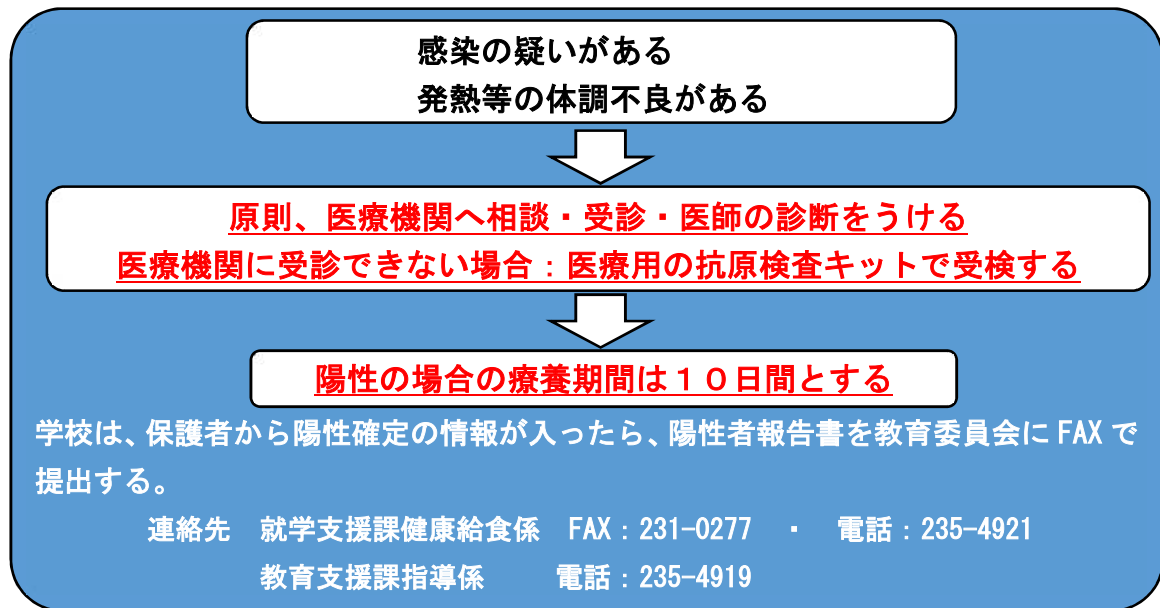 感染の疑いがある
発熱等の体調不良がある
原則、医療機関へ相談・受診・医師の診断をうける
医療機関に受診できない場合：医療用の抗原検査キットで受検する
陽性の場合の療養期間は１０日間とする
学校は、保護者から陽性確定の情報が入ったら、陽性者報告書を教育委員会に FAX で
提出する。
連絡先　就学支援課健康給食係　FAX：231-0277　・　電話：235-4921
教育支援課指導係　　電話：235-4919